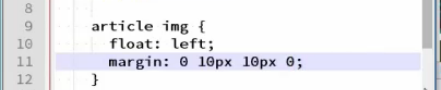 8
9 article img {
10 float: left;
11 margin: 0 10px 10px 0;
12 }